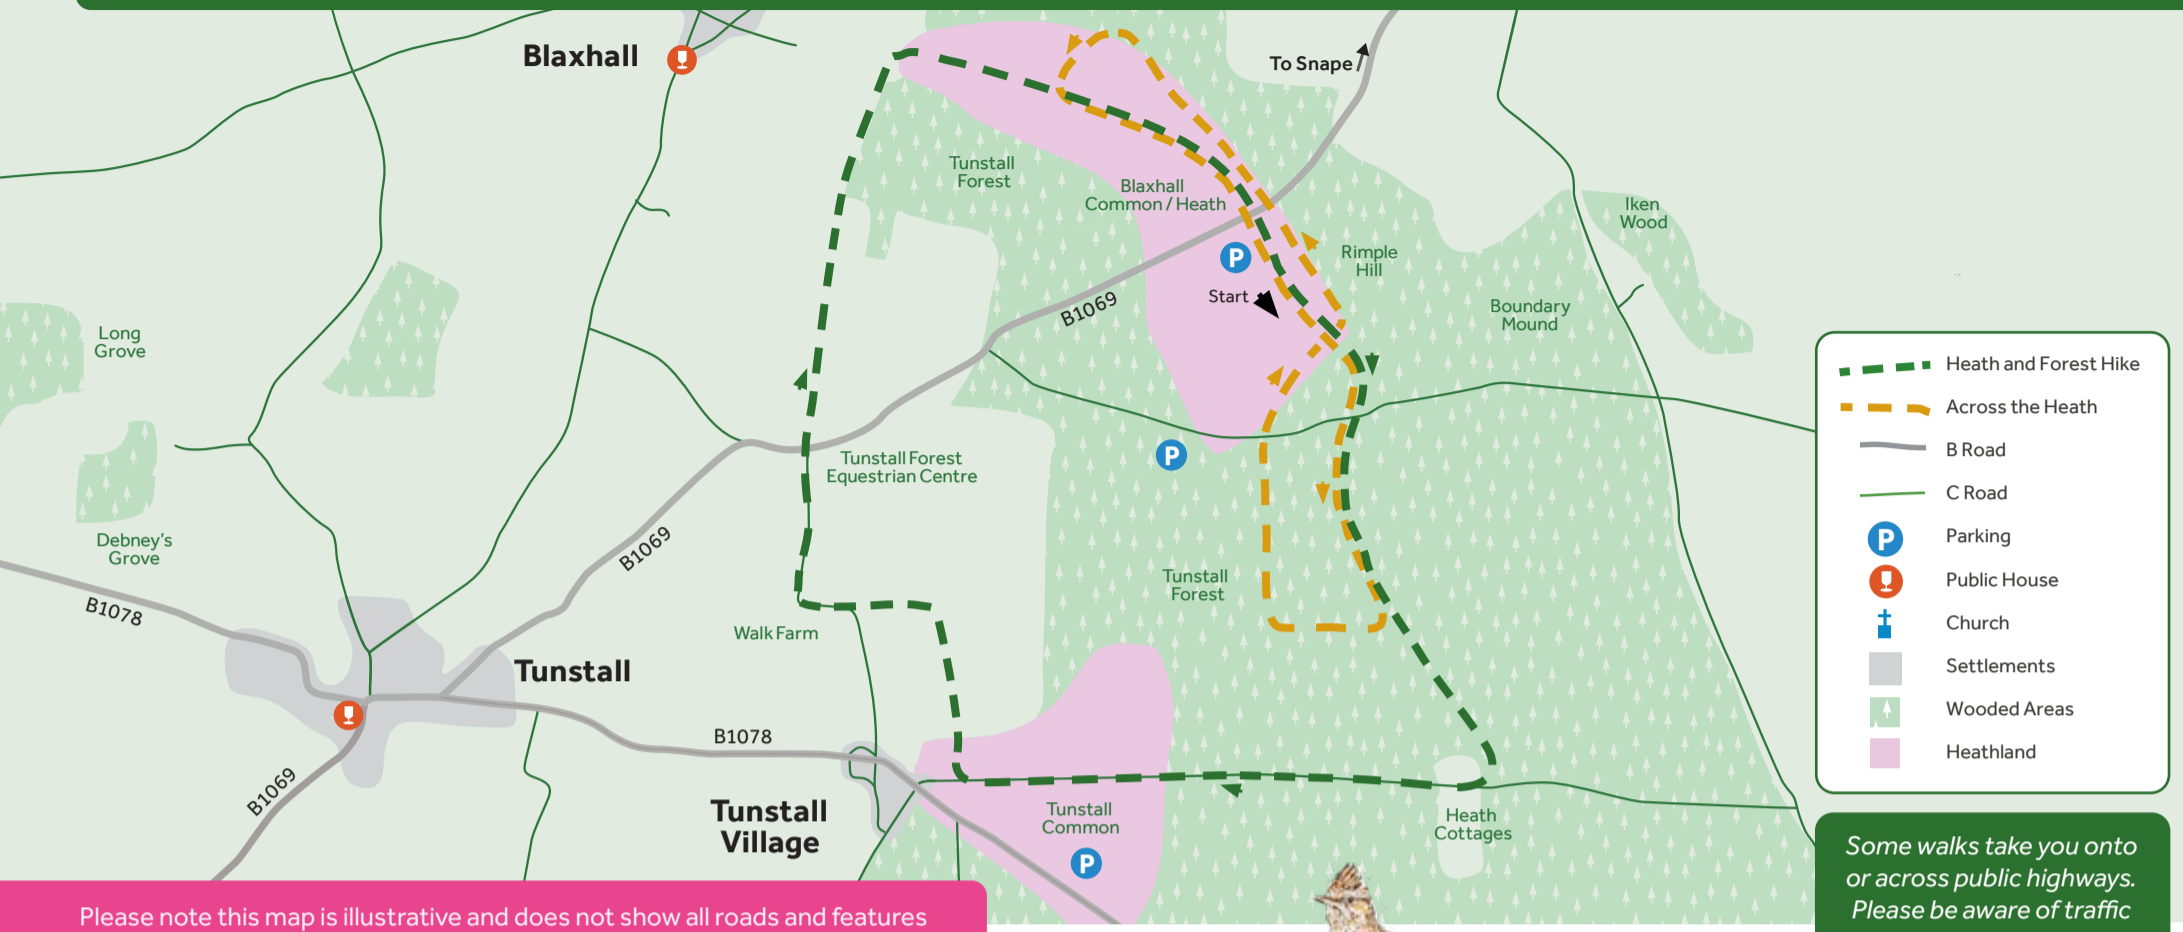 Blaxhall
To Snape
Tunstall
Forest
Blaxhall
Common / Heath
Iken
Wood
P
Rimple
Hill
Start
B1069
Boundary
Mound
Long
Grove
P
Tunstall Forest
Equestrian Centre
Debney's
Grove
B1069
B1078
Tunstall
Forest
Walk Farm
Tunstall
B1078
B1069
Tunstall
Village
Tunstall
Common
P
Heath
Cottages
Heath and Forest Hike
Across the Heath
B Road
C Road
P
Parking
Public House
Church
Settlements
Wooded Areas
Heathland
Some walks take you onto
or across public highways.
Please be aware of traffic
Please note this map is illustrative and does not show all roads and features